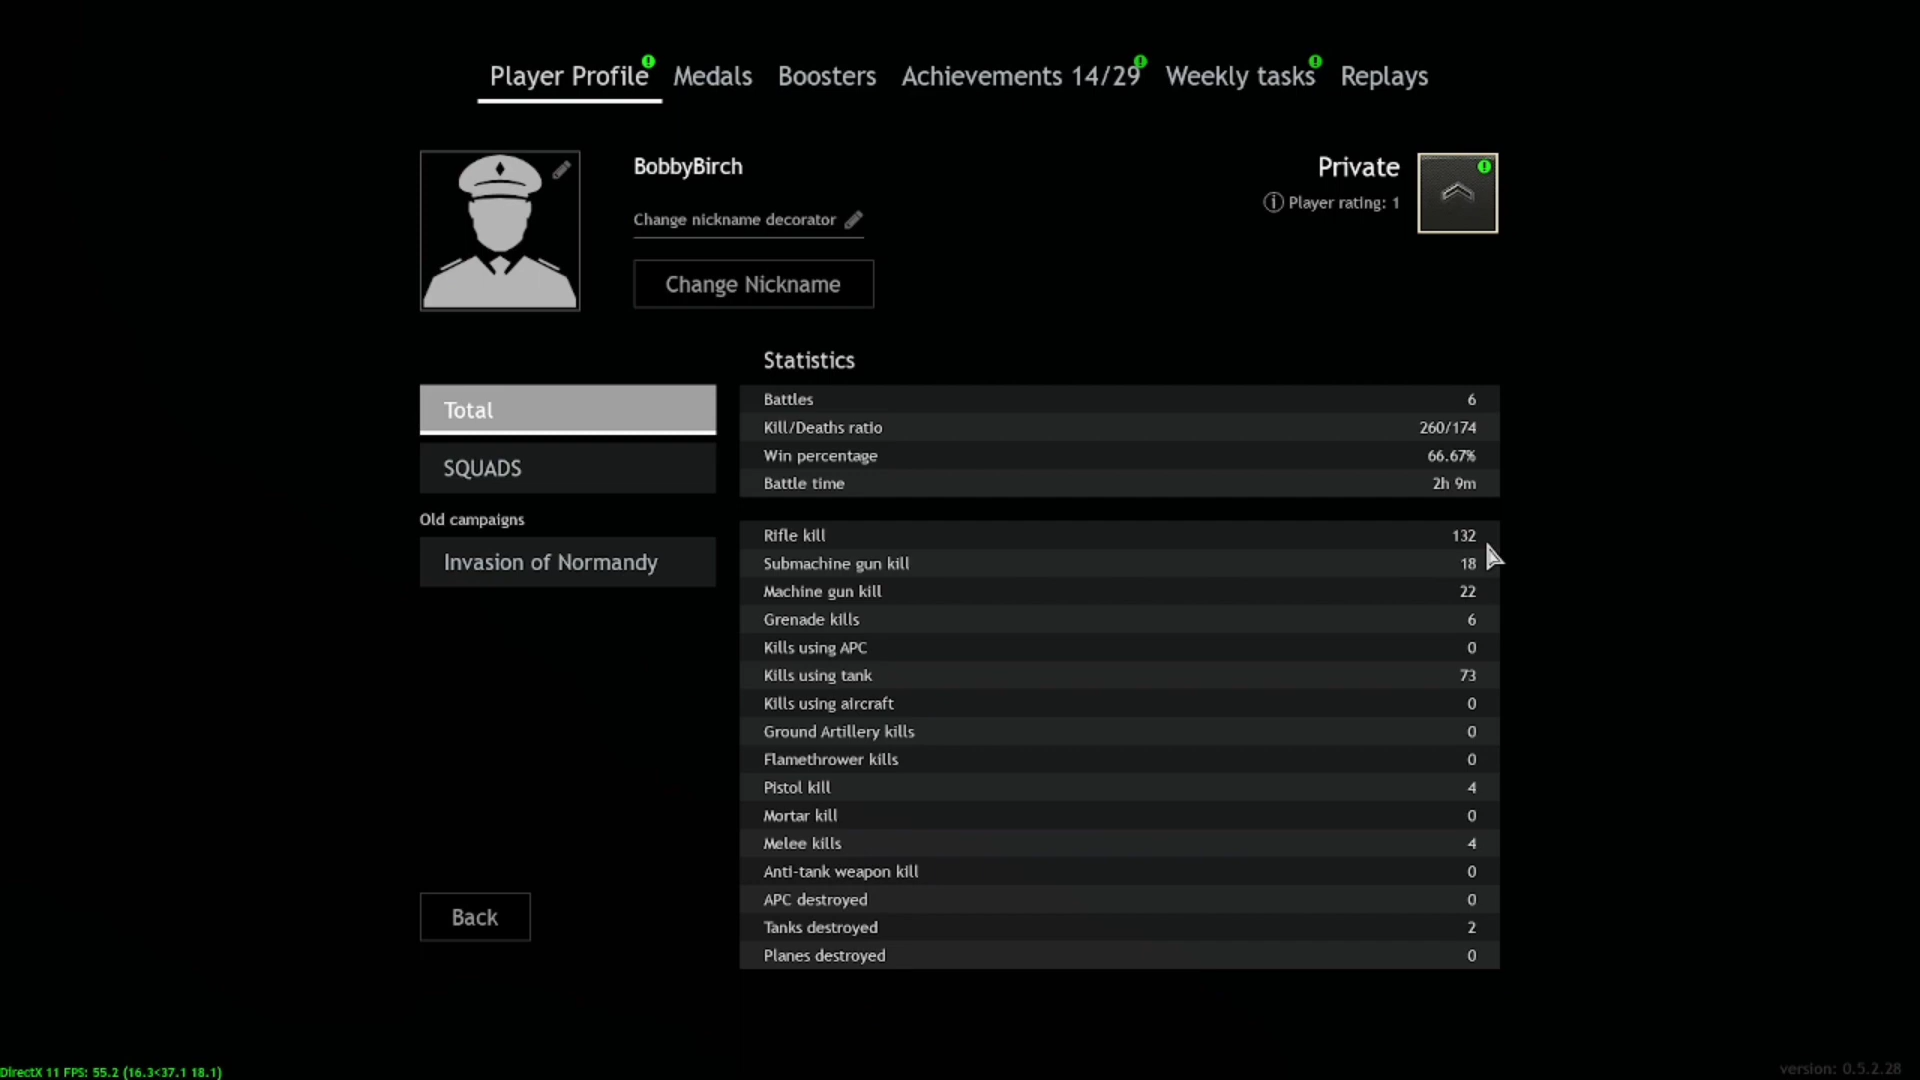 Player Profile Medals Boosters Achievements 14/29 Weekly tasks Replays
BobbyBirch
Private
Change nickname decorator
Player rating: 1
Change Nickname
Statistics
Total
SQUADS
Old campaigns
Invasion of Normandy
Back
Battles 6
Kill/Deaths ratio 260/174
Win percentage 66.67%
Battle time 2h 9m
Rifle kill 132
Submachine gun kill 18
Machine gun kill 22
Grenade kills 6
Kills using APC 0
Kills using tank 73
Kills using aircraft 0
Ground Artillery kills 0
Flamethrower kills 0
Pistol kill 4
Mortar kill 0
Melee kills 4
Anti-tank weapon kill 0
APC destroyed 0
Tanks destroyed 2
Planes destroyed 0
DirectX 11 FPS: 55.2 (16.3<37.1 18.1)
version: 0.5.2.28